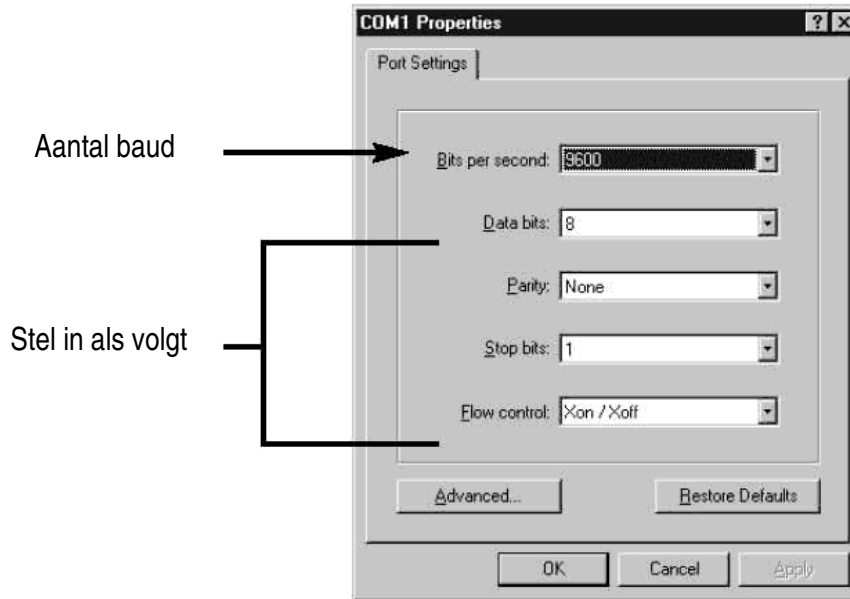 COM1 Properties
Port Settings
Aantal baud
Bits per second: 9600
Data bits: 8
Parity: None
Stel in als volgt
Stop bits: 1
Flow control: Xon / Xoff
Advanced...
Restore Defaults
OK
Cancel
Apply